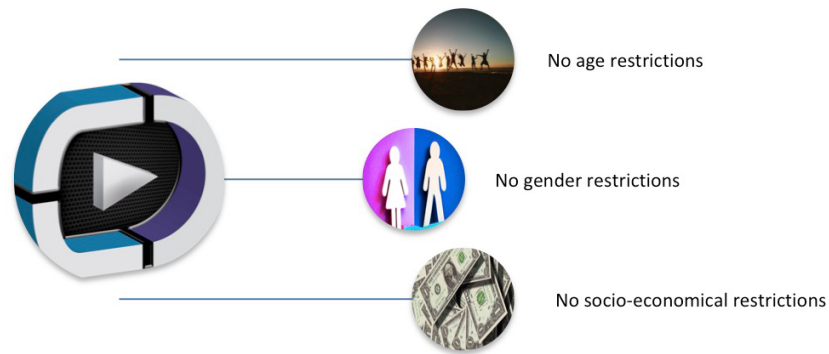 No age restrictions
No gender restrictions
No socio-economical restrictions